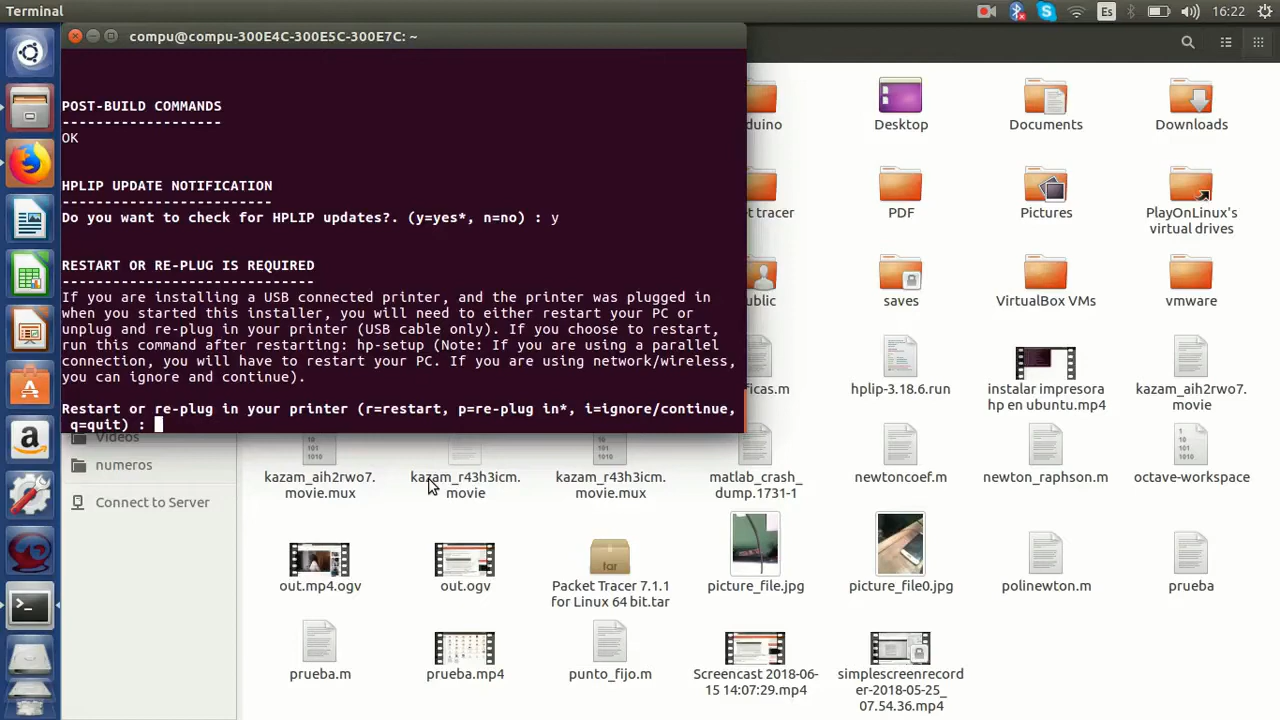 Terminal
Es
16:22
compu@compu-300E4C-300E5C-300E7C: ~
POST-BUILD COMMANDS
-------------------
OK
HPLIP UPDATE NOTIFICATION
-------------------------
Do you want to check for HPLIP updates?. (y=yes*, n=no) : y
RESTART OR RE-PLUG IS REQUIRED
------------------------------
If you are installing a USB connected printer, and the printer was plugged in
when you started this installer, you will need to either restart your PC or
unplug and re-plug in your printer (USB cable only). If you choose to restart,
run this command after restarting: hp-setup (Note: If you are using a parallel
connection, you will have to restart your PC. If you are using network/wireless,
you can ignore and continue).
Restart or re-plug in your printer (r=restart, p=re-plug in*, i=ignore/continue,
q=quit) :
duino
Desktop
Documents
Downloads
et tracer
PDF
Pictures
PlayOnLinux's
virtual drives
ublic
saves
VirtualBox VMs
vmware
ficas.m
hplip-3.18.6.run
instalar impresora
hp en ubuntu.mp4
kazam_aih2rwo7.
movie
Videos
numeros
Connect to Server
kazam_aih2rwo7.
movie.mux
kazam_r43h3icm.
movie
kazam_r43h3icm.
movie.mux
matlab_crash_
dump.1731-1
newtoncoef.m
newton_raphson.m
octave-workspace
out.mp4.ogv
out.ogv
Packet Tracer 7.1.1
for Linux 64 bit.tar
picture_file.jpg
picture_file0.jpg
polinewton.m
prueba
prueba.m
prueba.mp4
punto_fijo.m
Screencast 2018-06-
15 14:07:29.mp4
simplescreenrecord
er-2018-05-25_
07.54.36.mp4